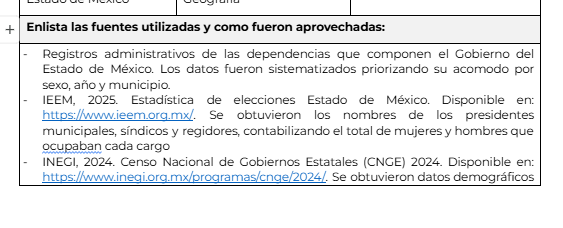 Estado de México Geografía
Enlista las fuentes utilizadas y como fueron aprovechadas:
- Registros administrativos de las dependencias que componen el Gobierno del
Estado de México. Los datos fueron sistematizados priorizando su acomodo por
sexo, año y municipio.
- IEEM, 2025. Estadística de elecciones Estado de México. Disponible en:
https://www.ieem.org.mx/. Se obtuvieron los nombres de los presidentes
municipales, síndicos y regidores, contabilizando el total de mujeres y hombres que
ocupaban cada cargo
- INEGI, 2024. Censo Nacional de Gobiernos Estatales (CNGE) 2024. Disponible en:
https://www.inegi.org.mx/programas/cnge/2024/. Se obtuvieron datos demográficos